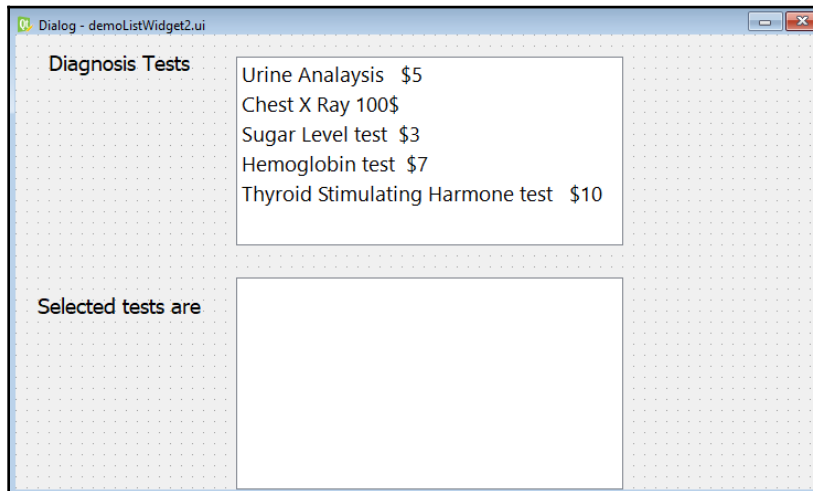 Dialog - demoListWidget2.ui
Diagnosis Tests
Urine Analaysis   $5
Chest X Ray 100$
Sugar Level test  $3
Hemoglobin test  $7
Thyroid Stimulating Harmone test   $10
Selected tests are